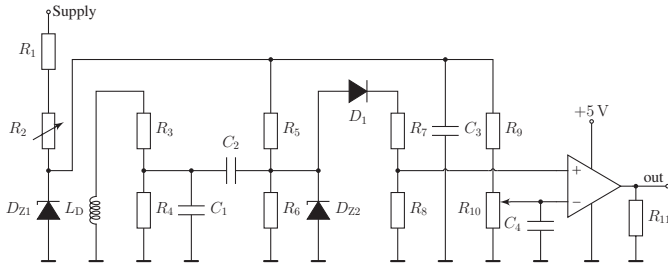 Supply
R1
+5 V
R2
R3
C2
R5
D1
R7
C3
R9
DZ1
LD
R4
C1
R6
DZ2
R8
R10
C4
+
−
out
R11